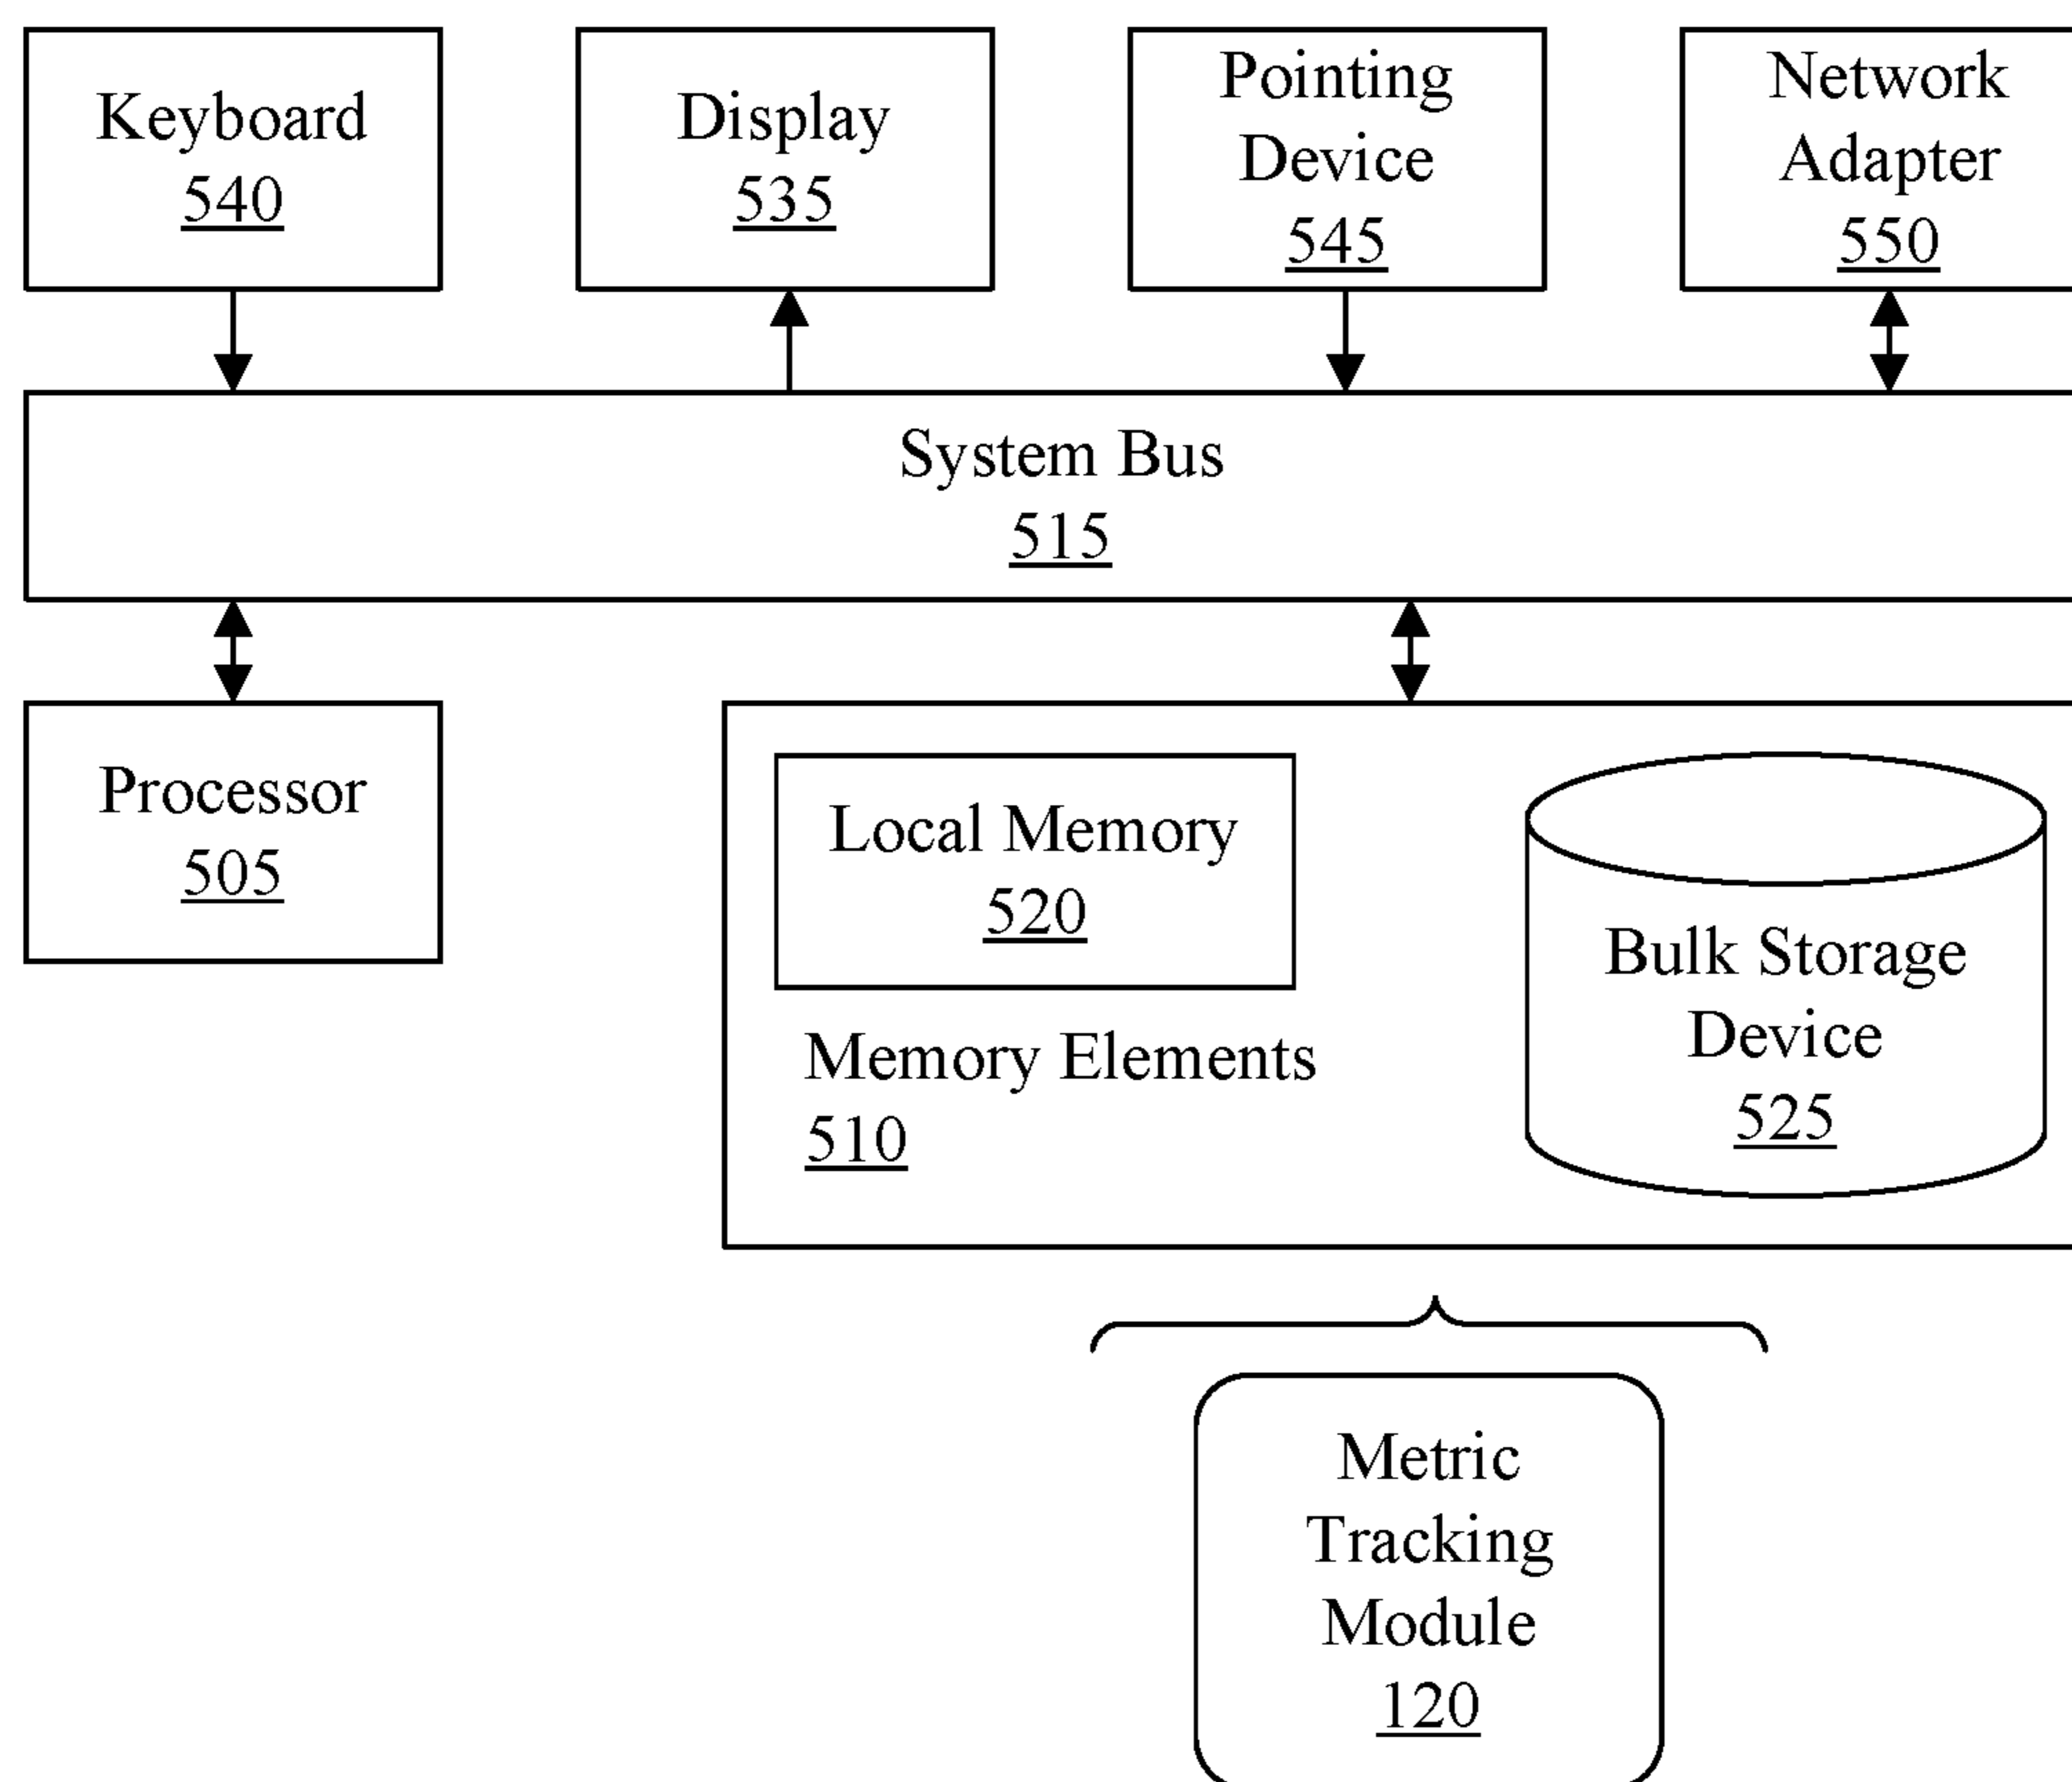 Keyboard
540
Display
535
Pointing
Device
545
Network
Adapter
550
System Bus
515
Processor
505
Local Memory
520
Memory Elements
510
Bulk Storage
Device
525
Metric
Tracking
Module
120